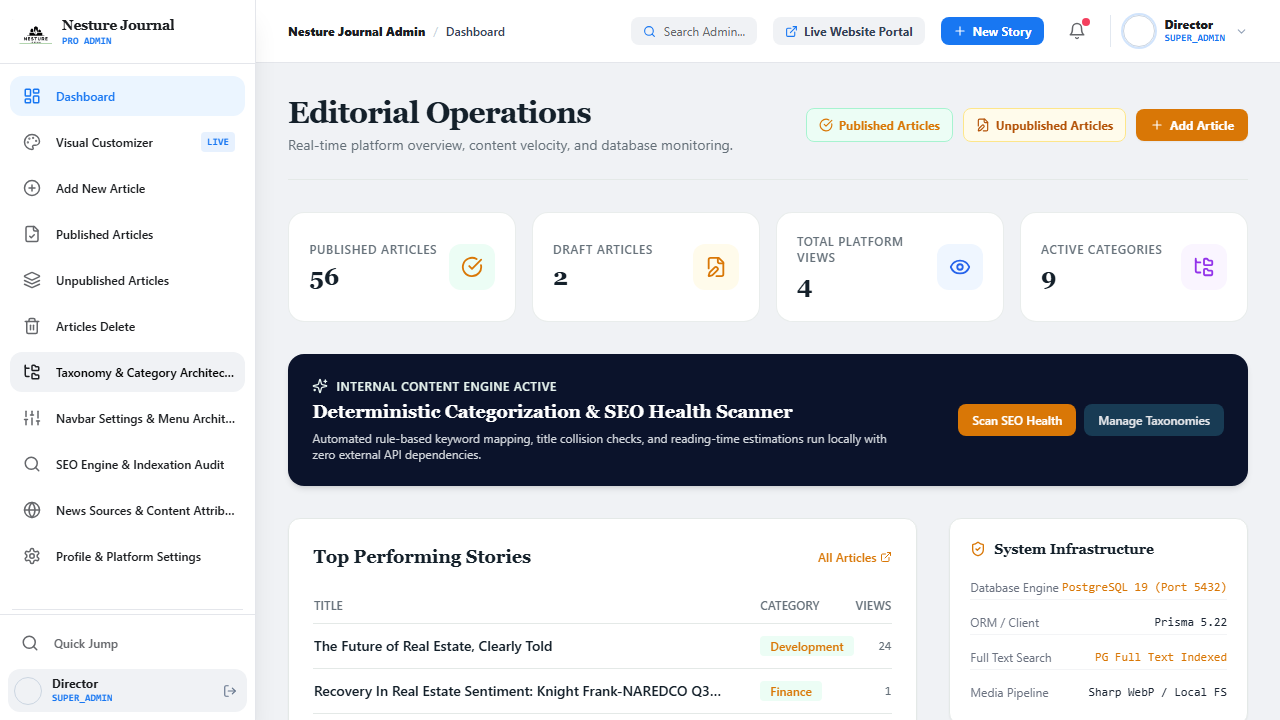 NESTURE
Nesture Journal
PRO ADMIN
Dashboard
Visual Customizer
LIVE
Add New Article
Published Articles
Unpublished Articles
Articles Delete
Taxonomy & Category Architec...
Navbar Settings & Menu Archit...
SEO Engine & Indexation Audit
News Sources & Content Attrib...
Profile & Platform Settings
Quick Jump
Director
SUPER_ADMIN
Nesture Journal Admin / Dashboard
Search Admin...
Live Website Portal
New Story
Director
SUPER_ADMIN
Editorial Operations
Real-time platform overview, content velocity, and database monitoring.
Published Articles
Unpublished Articles
Add Article
PUBLISHED ARTICLES
56
DRAFT ARTICLES
2
TOTAL PLATFORM
VIEWS
4
ACTIVE CATEGORIES
9
INTERNAL CONTENT ENGINE ACTIVE
Deterministic Categorization & SEO Health Scanner
Automated rule-based keyword mapping, title collision checks, and reading-time estimations run locally with
zero external API dependencies.
Scan SEO Health
Manage Taxonomies
Top Performing Stories
All Articles
TITLE CATEGORY VIEWS
The Future of Real Estate, Clearly Told Development 24
Recovery In Real Estate Sentiment: Knight Frank-NAREDCO Q3... Finance 1
System Infrastructure
Database Engine PostgreSQL 19 (Port 5432)
ORM / Client Prisma 5.22
Full Text Search PG Full Text Indexed
Media Pipeline Sharp WebP / Local FS